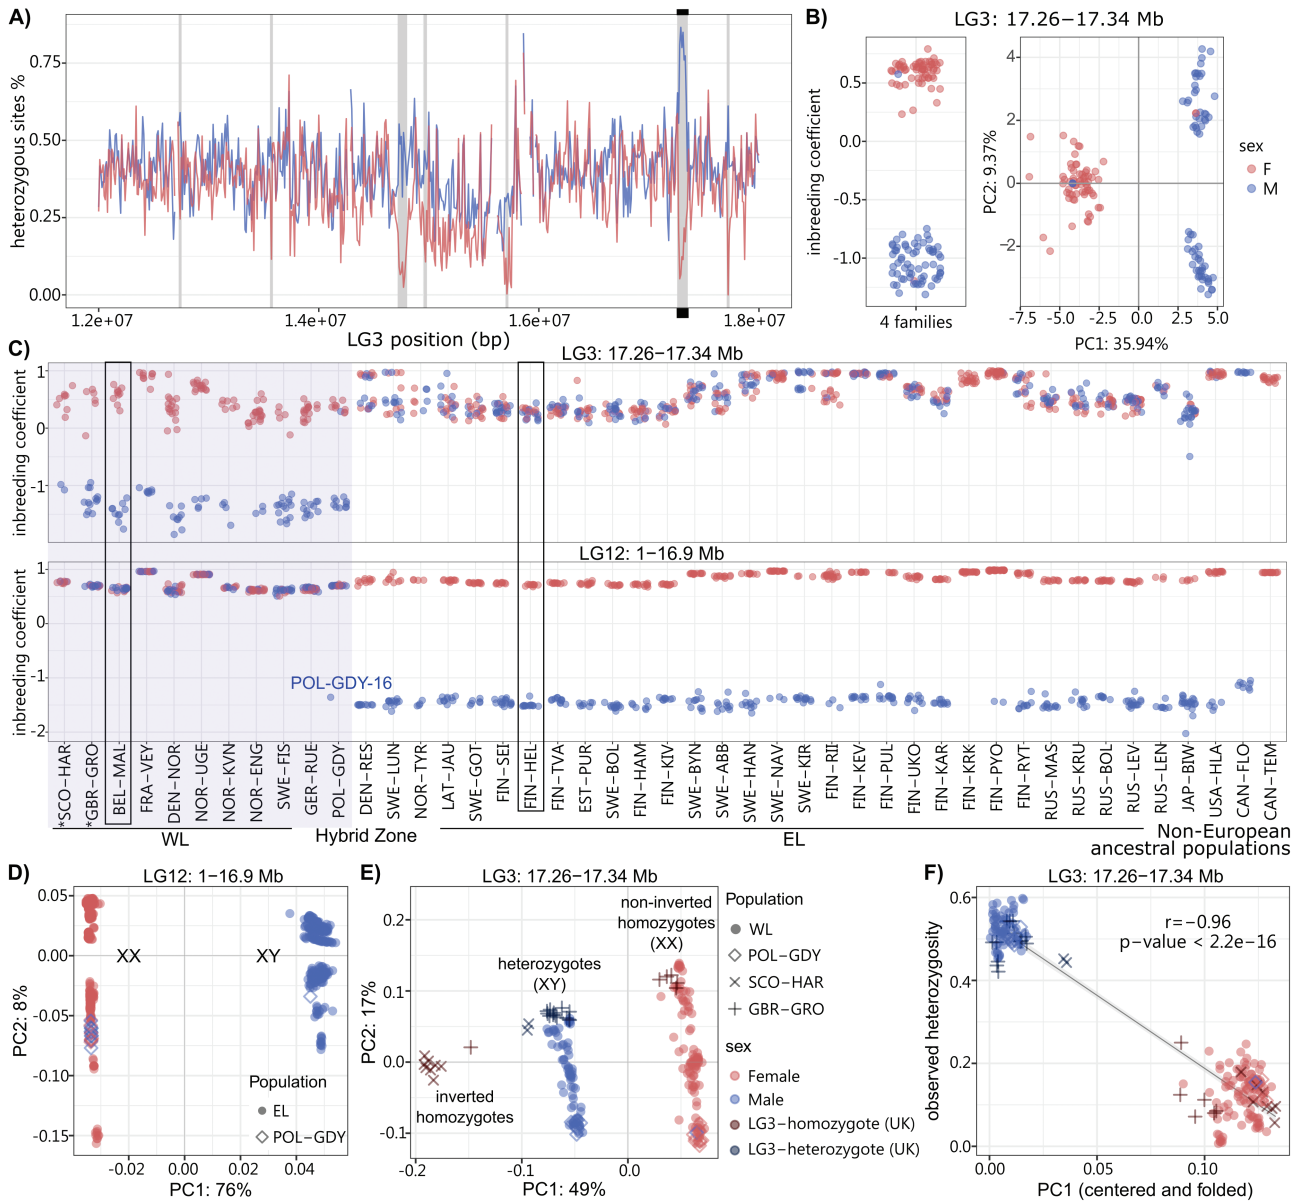 A)
heterozygous sites %
0.75
0.50
0.25
0.00
1.2e+07
1.4e+07
1.6e+07
1.8e+07
LG3 position (bp)
B)
LG3: 17.26−17.34 Mb
inbreeding coefficient
0.5
0.0
-0.5
-1.0
4 families
PC2: 9.37%
4
2
0
−2
-7.5
-5.0
-2.5
0.0
2.5
5.0
PC1: 35.94%
sex
F
M
C)
LG3: 17.26−17.34 Mb
inbreeding coefficient
1
0
-1
LG12: 1−16.9 Mb
inbreeding coefficient
1
0
-1
-2
POL-GDY-16
*SCO−HAR
*GBR−GRO
BEL−MAL
FRA−VEY
DEN−NOR
NOR−UGE
NOR−KVN
NOR−ENG
SWE−FIS
GER−RUE
POL−GDY
DEN−RES
SWE−LUN
NOR−TYR
LAT−JAU
SWE−GOT
FIN−SEI
FIN−HEL
FIN−TVA
EST−PUR
SWE−BOL
FIN−HAM
FIN−KIV
SWE−BYN
SWE−ABB
SWE−HAN
SWE−NAV
SWE−KIR
FIN−RII
FIN−KEV
FIN−PUL
FIN−UKO
FIN−KAR
FIN−KRK
FIN−PYO
FIN−RYT
RUS−MAS
RUS−KRU
RUS−BOL
RUS−LEV
RUS−LEN
JAP−BIW
USA−HLA
CAN−FLO
CAN−TEM
WL
Hybrid Zone
EL
Non-European
ancestral populations
D)
LG12: 1−16.9 Mb
PC2: 8%
0.05
0.00
-0.05
-0.10
-0.15
XX
XY
Population
EL
POL−GDY
-0.02
0.00
0.02
0.04
PC1: 76%
E)
LG3: 17.26−17.34 Mb
PC2: 17%
0.2
0.1
0.0
-0.1
non-inverted
homozygotes
(XX)
heterozygotes
(XY)
inverted
homozygotes
-0.2
-0.1
0.0
PC1: 49%
Population
WL
POL−GDY
SCO−HAR
GBR−GRO
sex
Female
Male
LG3-homozygote (UK)
LG3-heterozygote (UK)
F)
LG3: 17.26−17.34 Mb
observed heterozygosity
0.6
0.4
0.2
0.0
r=−0.96
p-value < 2.2e−16
0.00
0.05
0.10
PC1 (centered and folded)